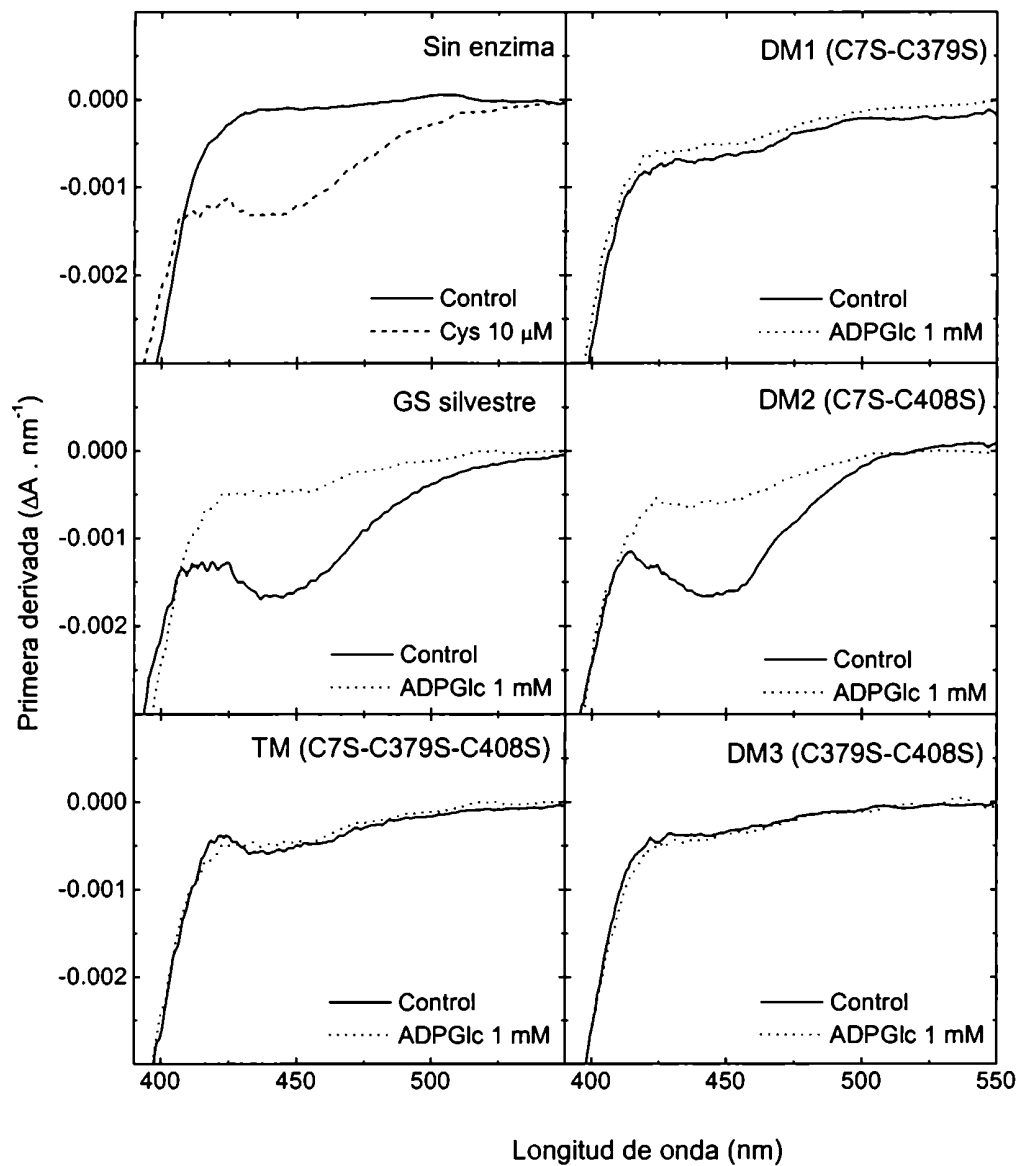 Sin enzima
0.000
-0.001
-0.002
Control
Cys 10 µM
DM1 (C7S-C379S)
Control
ADPGlc 1 mM
GS silvestre
0.000
-0.001
-0.002
Control
ADPGlc 1 mM
DM2 (C7S-C408S)
Control
ADPGlc 1 mM
TM (C7S-C379S-C408S)
0.000
-0.001
-0.002
Control
ADPGlc 1 mM
DM3 (C379S-C408S)
Control
ADPGlc 1 mM
400 450 500 400 450 500 550
Longitud de onda (nm)
Primera derivada (ΔA . nm⁻¹)